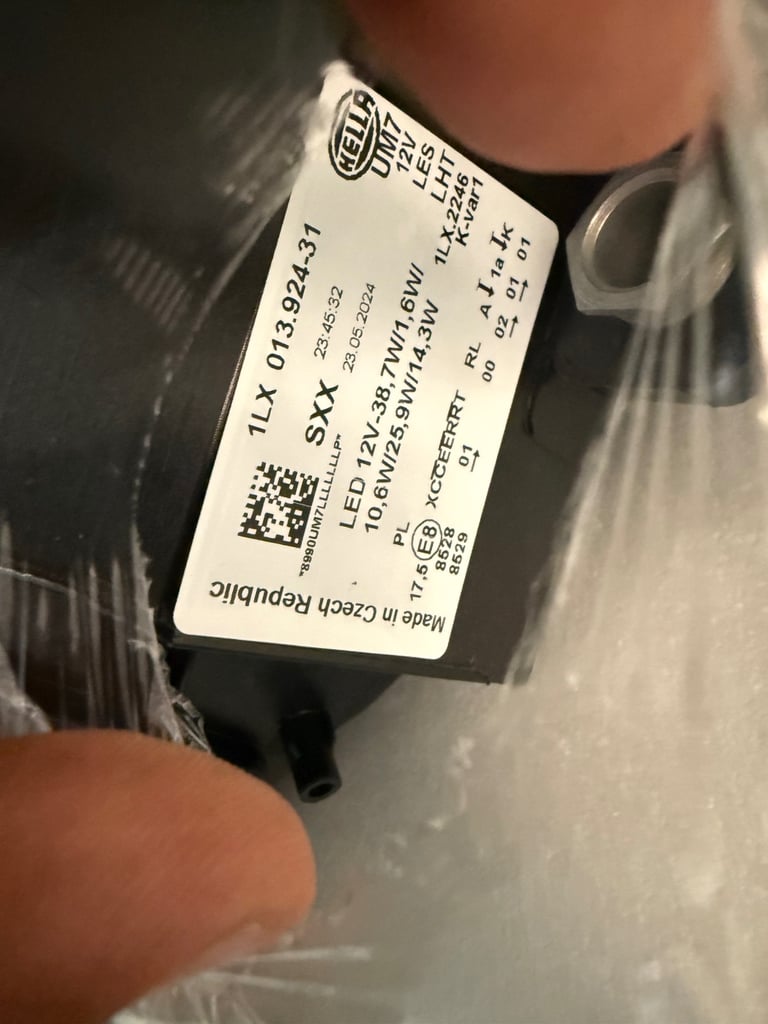 HELLA
UM7
12V
LES
LHT
1LX.2246
K-var1
1LX 013.924-31
SXX 23:45:32
23.05.2024
*8990UM7LLLLLLLP*
LED 12V-38,7W/1,6W/
10,6W/25,9W/14,3W
PL XCCEEERRT RL A I 1a I K
17,5 E8 01 00 02 01 01
8528
8529
Made in Czech Republic